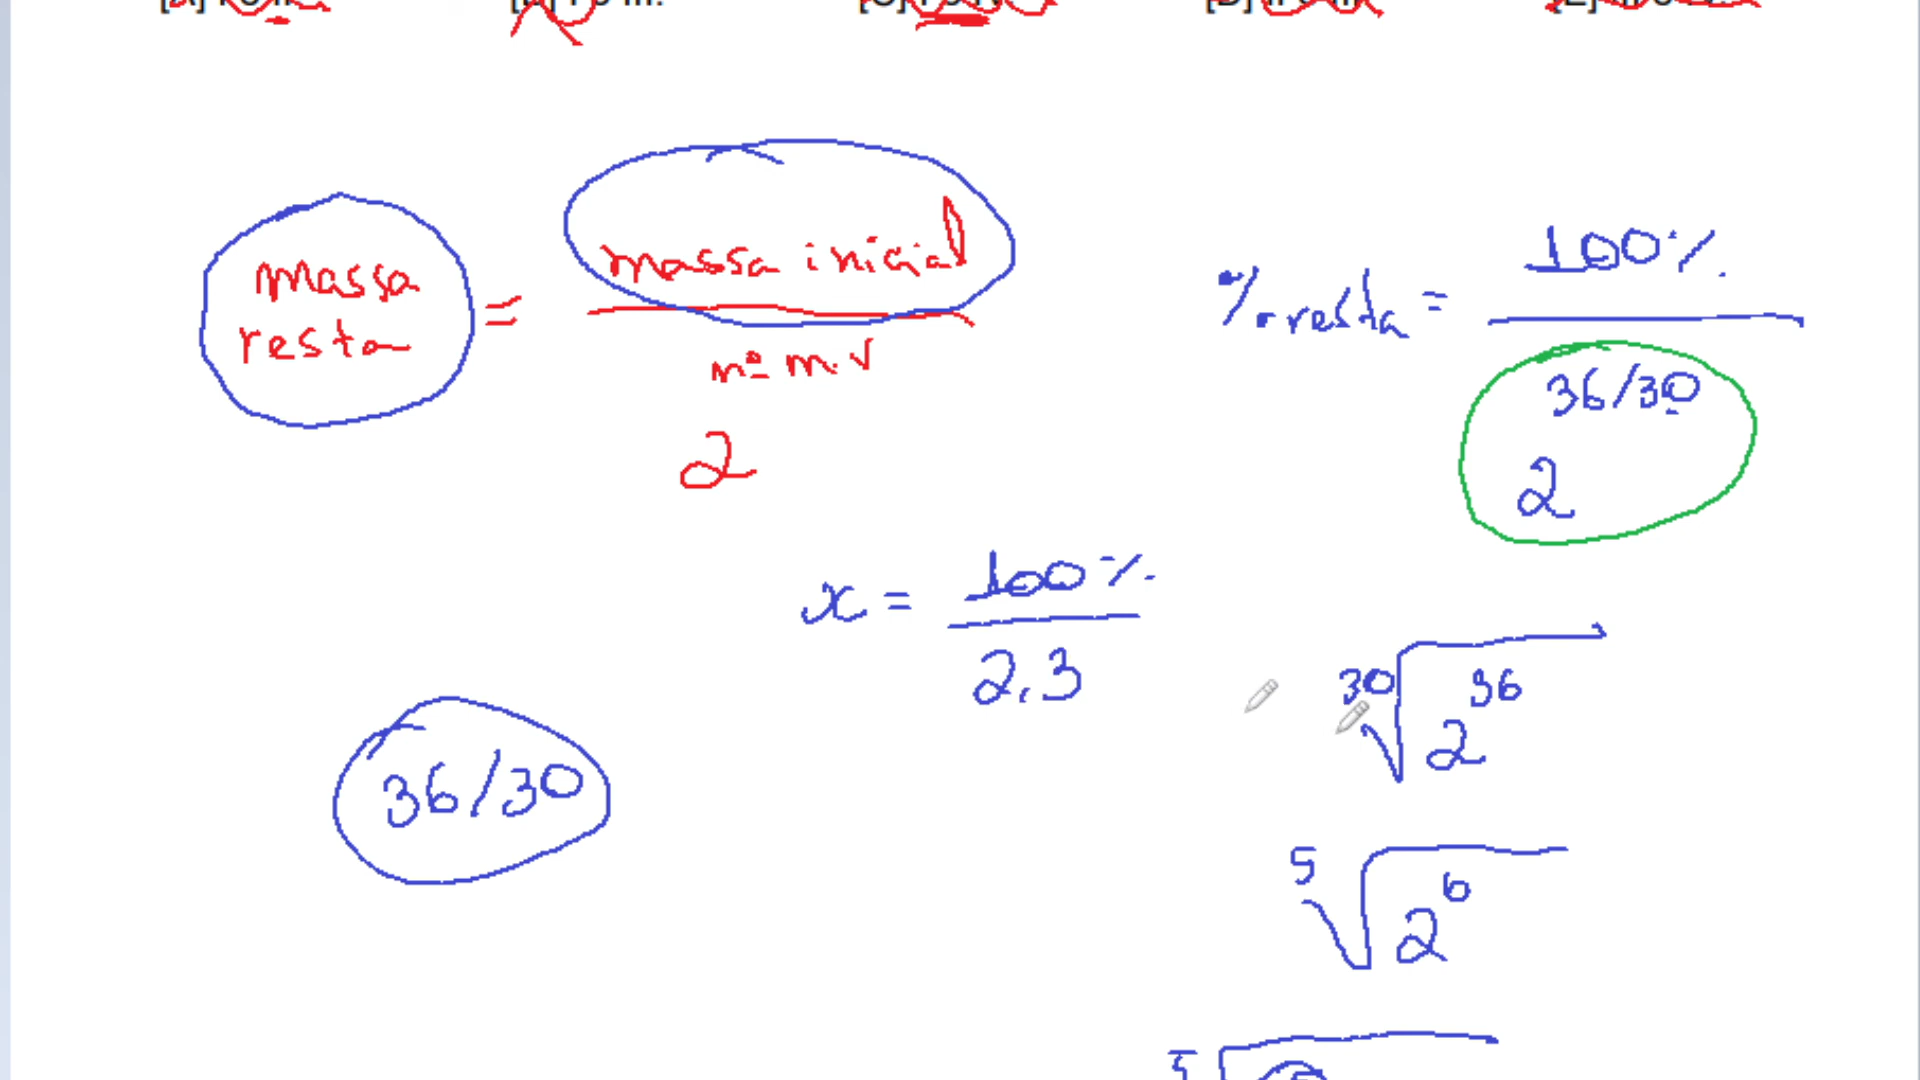 massa
resta
=
massa inicial
nº m.v
2
% resta =
100%
36/30
2
x =
100%
2,3
30√2^36
36/30
5√2^6
5